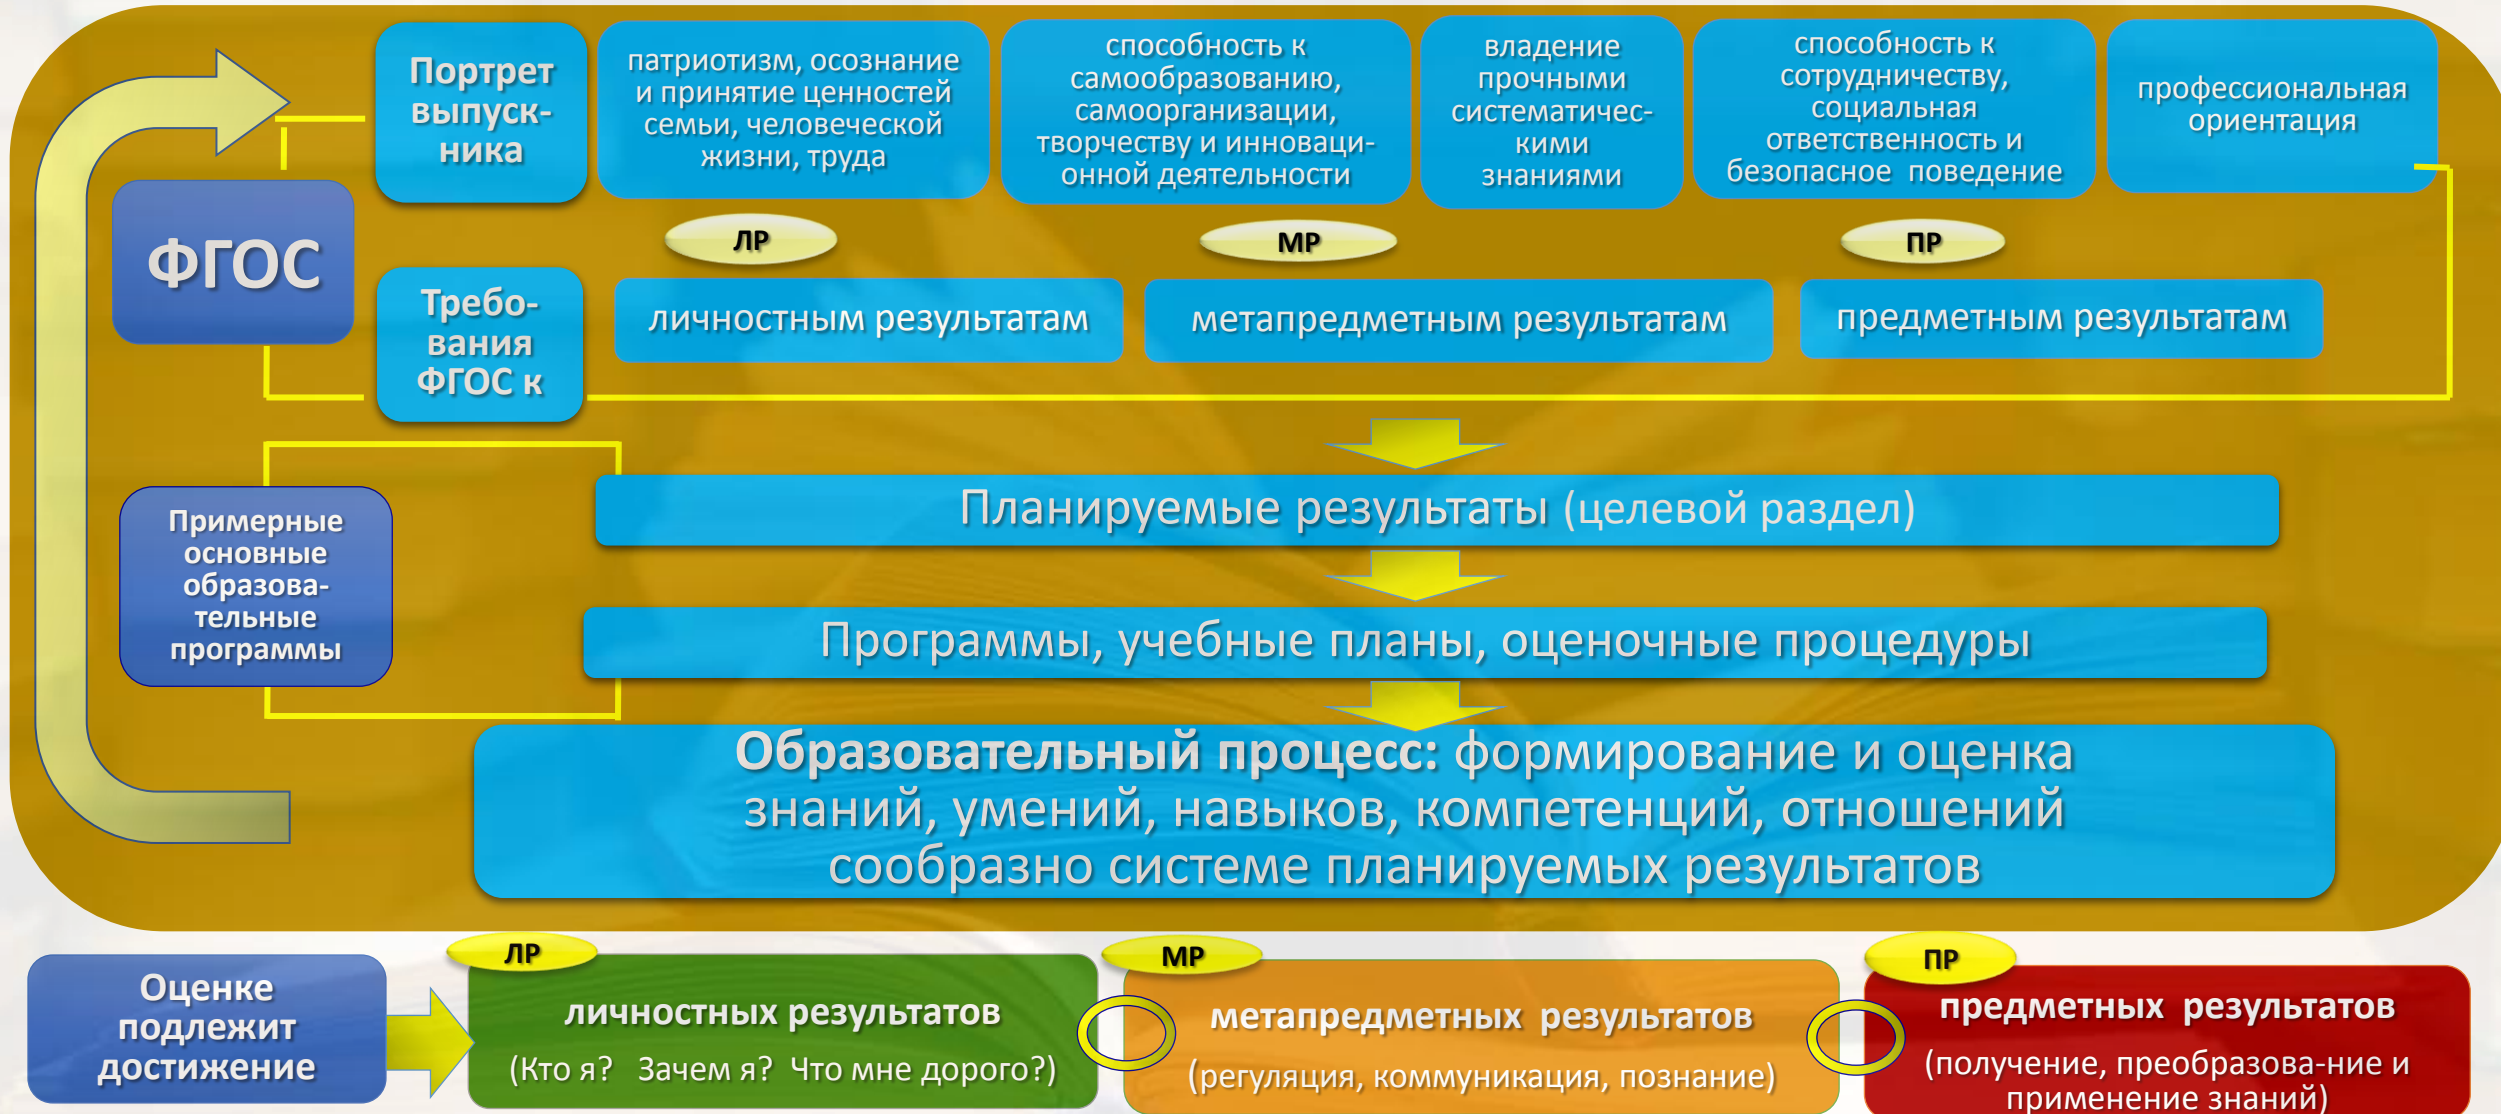 Портрет
выпуск-
ника
патриотизм, осознание
и принятие ценностей
семьи, человеческой
жизни, труда
способность к
самообразованию,
самоорганизации,
творчеству и инноваци-
онной деятельности
владение
прочными
систематичес-
кими
знаниями
способность к
сотрудничеству,
социальная
ответственность и
безопасное поведение
профессиональная
ориентация
ФГОС
ЛР
МР
ПР
Требо-
вания
ФГОС к
личностным результатам
метапредметным результатам
предметным результатам
Примерные
основные
образова-
тельные
программы
Планируемые результаты (целевой раздел)
Программы, учебные планы, оценочные процедуры
Образовательный процесс: формирование и оценка
знаний, умений, навыков, компетенций, отношений
сообразно системе планируемых результатов
Оценке
подлежит
достижение
ЛР
личностных результатов
(Кто я? Зачем я? Что мне дорого?)
МР
метапредметных результатов
(регуляция, коммуникация, познание)
ПР
предметных результатов
(получение, преобразова-ние и
применение знаний)